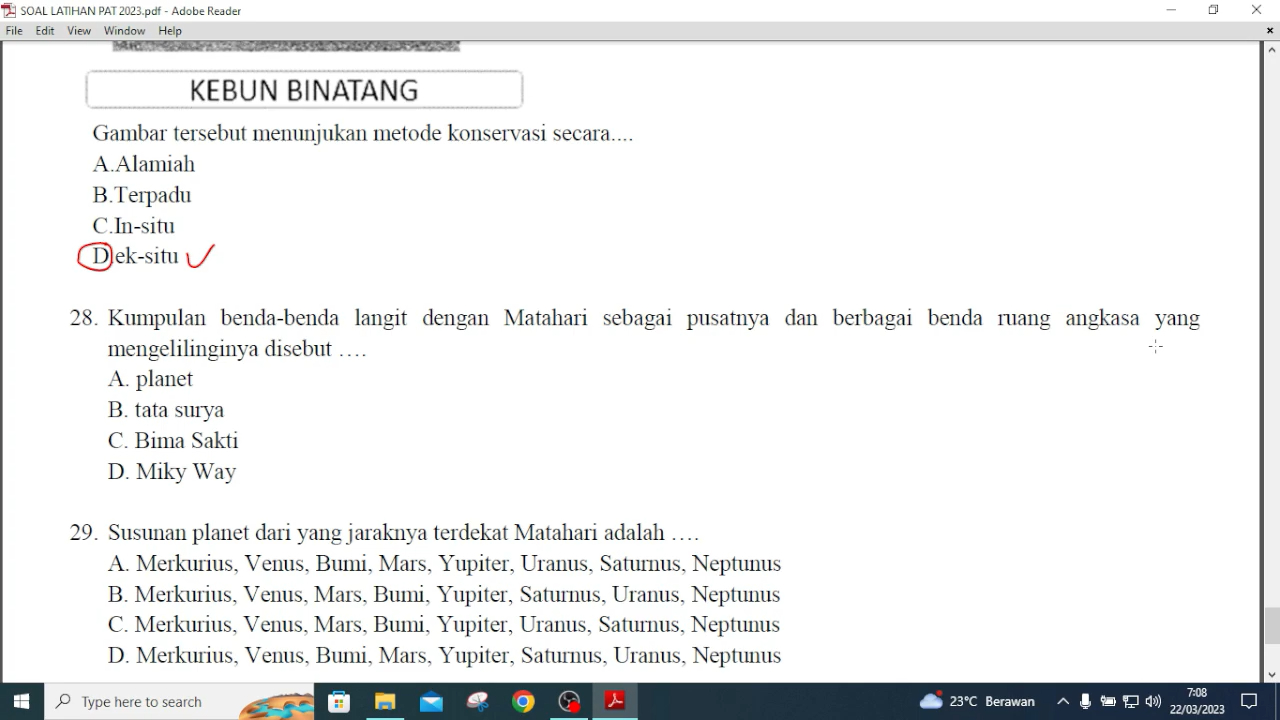 SOAL LATIHAN PAT 2023.pdf - Adobe Reader
File Edit View Window Help
KEBUN BINATANG
Gambar tersebut menunjukan metode konservasi secara....
A.Alamiah
B.Terpadu
C.In-situ
D.ek-situ
28. Kumpulan benda-benda langit dengan Matahari sebagai pusatnya dan berbagai benda ruang angkasa yang
mengelilinginya disebut ….
A. planet
B. tata surya
C. Bima Sakti
D. Miky Way
29. Susunan planet dari yang jaraknya terdekat Matahari adalah ….
A. Merkurius, Venus, Bumi, Mars, Yupiter, Uranus, Saturnus, Neptunus
B. Merkurius, Venus, Mars, Bumi, Yupiter, Saturnus, Uranus, Neptunus
C. Merkurius, Venus, Mars, Bumi, Yupiter, Uranus, Saturnus, Neptunus
D. Merkurius, Venus, Bumi, Mars, Yupiter, Saturnus, Uranus, Neptunus
Type here to search
23°C Berawan
7:08
22/03/2023